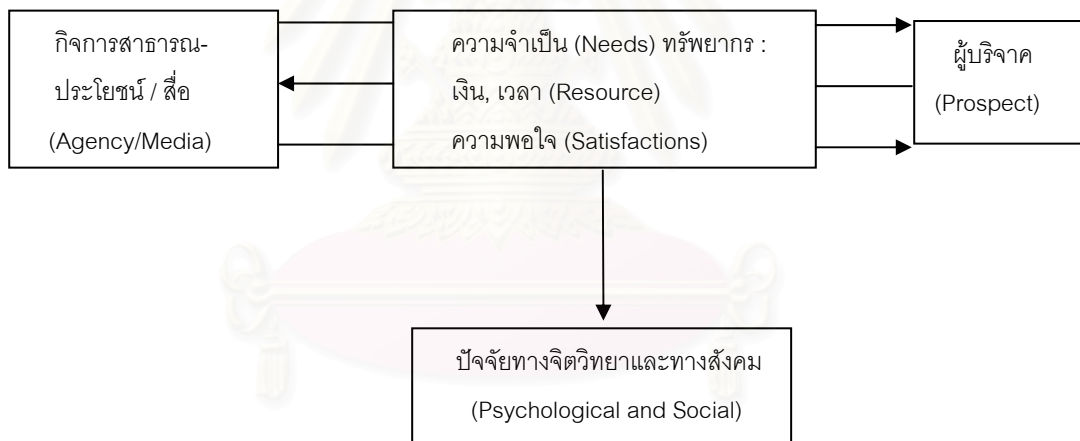 กิจการสาธารณ-
ประโยชน์ / สื่อ
(Agency/Media)
ความจำเป็น (Needs) ทรัพยากร :
เงิน, เวลา (Resource)
ความพอใจ (Satisfactions)
ผู้บริจาค
(Prospect)
ปัจจัยทางจิตวิทยาและทางสังคม
(Psychological and Social)